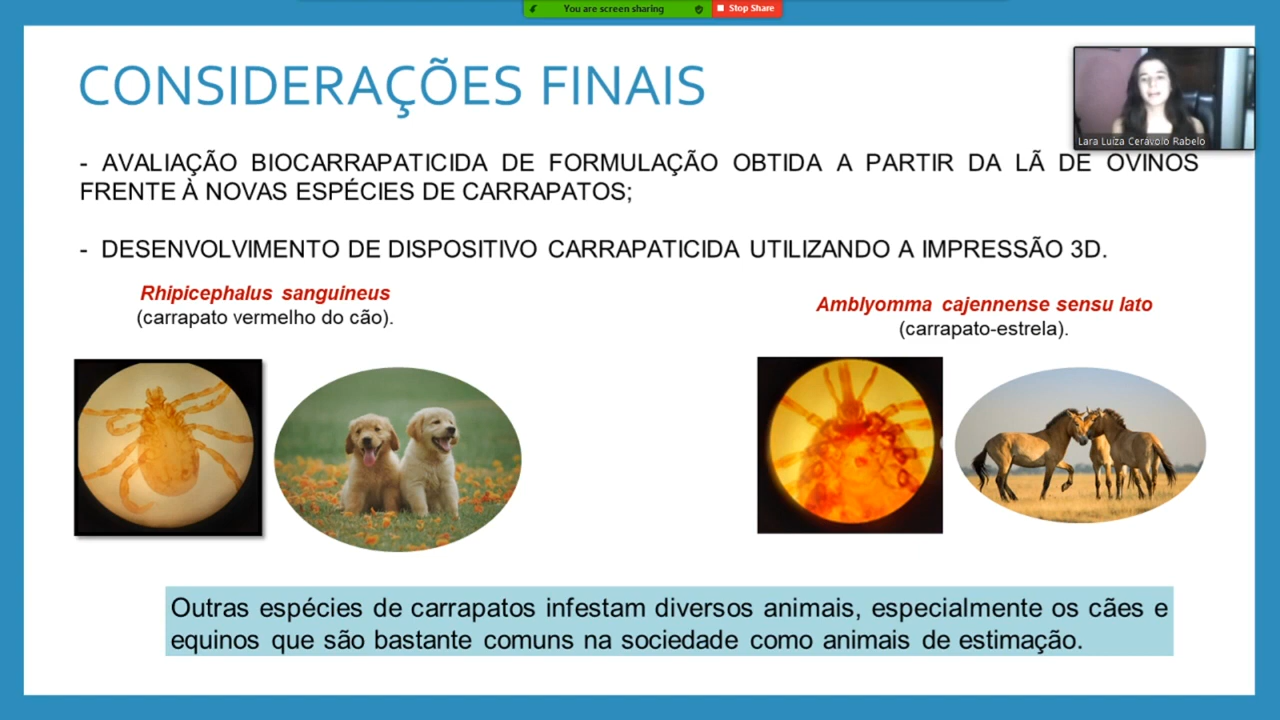 You are screen sharing
Stop Share
CONSIDERAÇÕES FINAIS
Lara Luíza Cerávolo Rabelo
- AVALIAÇÃO BIOCARRAPATICIDA DE FORMULAÇÃO OBTIDA A PARTIR DA LÃ DE OVINOS
FRENTE À NOVAS ESPÉCIES DE CARRAPATOS;
- DESENVOLVIMENTO DE DISPOSITIVO CARRAPATICIDA UTILIZANDO A IMPRESSÃO 3D.
Rhipicephalus sanguineus
(carrapato vermelho do cão).
Amblyomma cajennense sensu lato
(carrapato-estrela).
Outras espécies de carrapatos infestam diversos animais, especialmente os cães e
equinos que são bastante comuns na sociedade como animais de estimação.